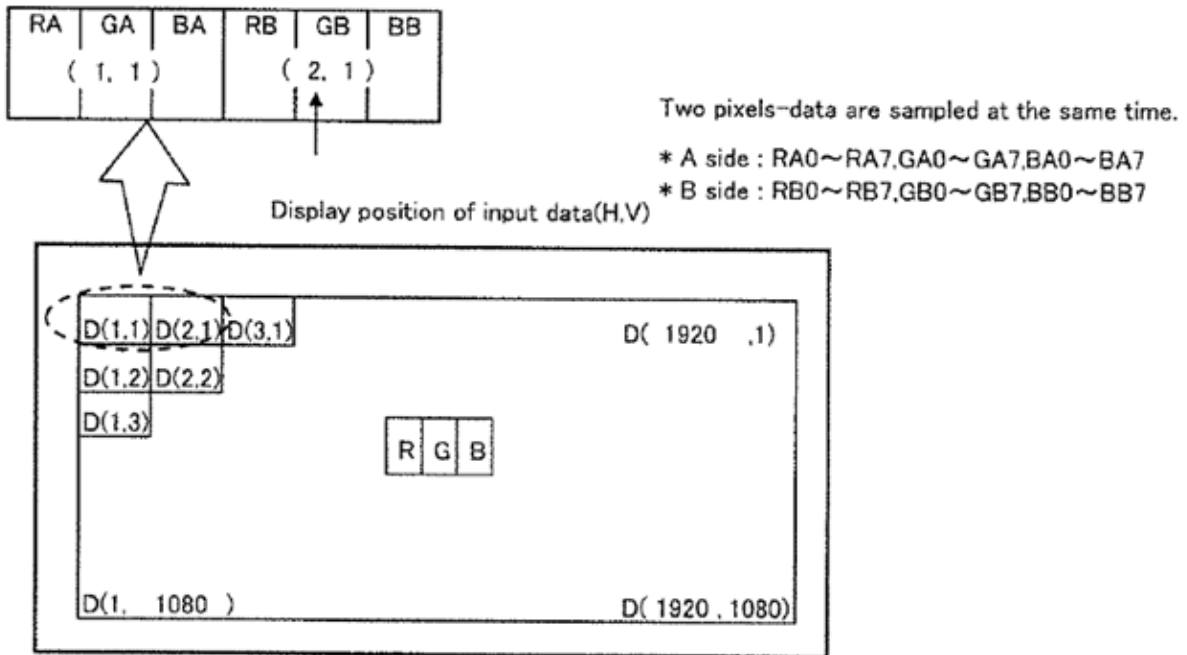 RA GA BA RB GB BB
( 1, 1 ) ( 2, 1 )
Two pixels-data are sampled at the same time.
* A side : RA0~RA7,GA0~GA7,BA0~BA7
* B side : RB0~RB7,GB0~GB7,BB0~BB7
Display position of input data(H,V)
D(1,1) D(2,1) D(3,1) D( 1920 ,1)
D(1,2) D(2,2)
D(1,3)
R G B
D(1, 1080 ) D( 1920 , 1080)